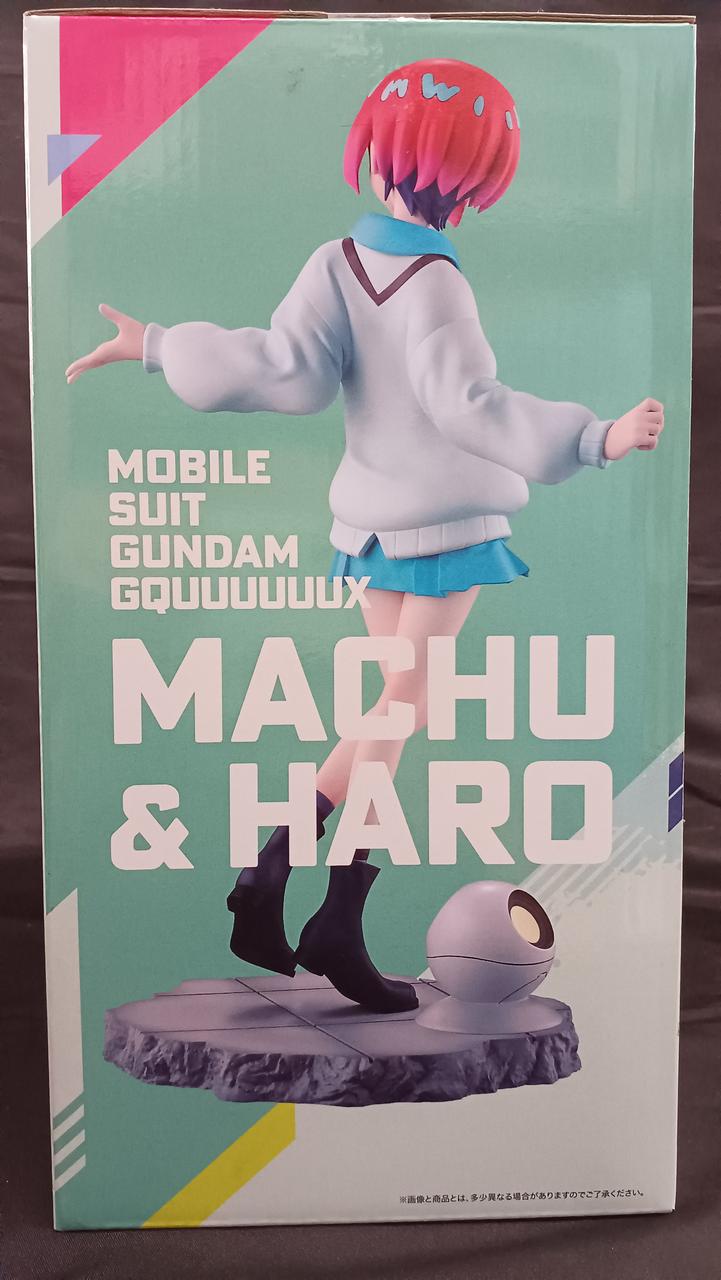 MOBILE
SUIT
GUNDAM
GQUUUUUUX
MACHU
& HARO
※画像と商品とは、多少異なる場合がありますのでご了承ください。